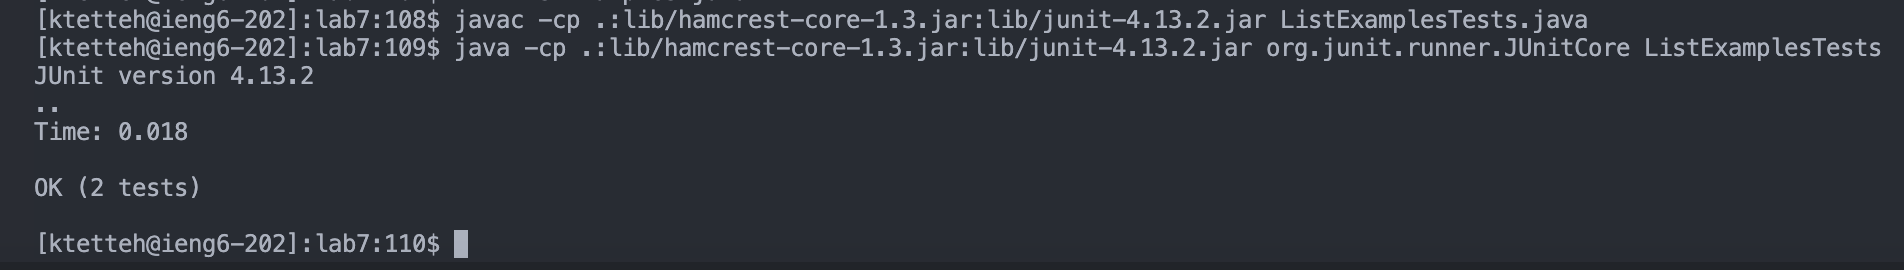 [ktetteh@ieng6-202]:lab7:108$ javac -cp .:lib/hamcrest-core-1.3.jar:lib/junit-4.13.2.jar ListExamplesTests.java
[ktetteh@ieng6-202]:lab7:109$ java -cp .:lib/hamcrest-core-1.3.jar:lib/junit-4.13.2.jar org.junit.runner.JUnitCore ListExamplesTests
JUnit version 4.13.2
..
Time: 0.018
OK (2 tests)
[ktetteh@ieng6-202]:lab7:110$